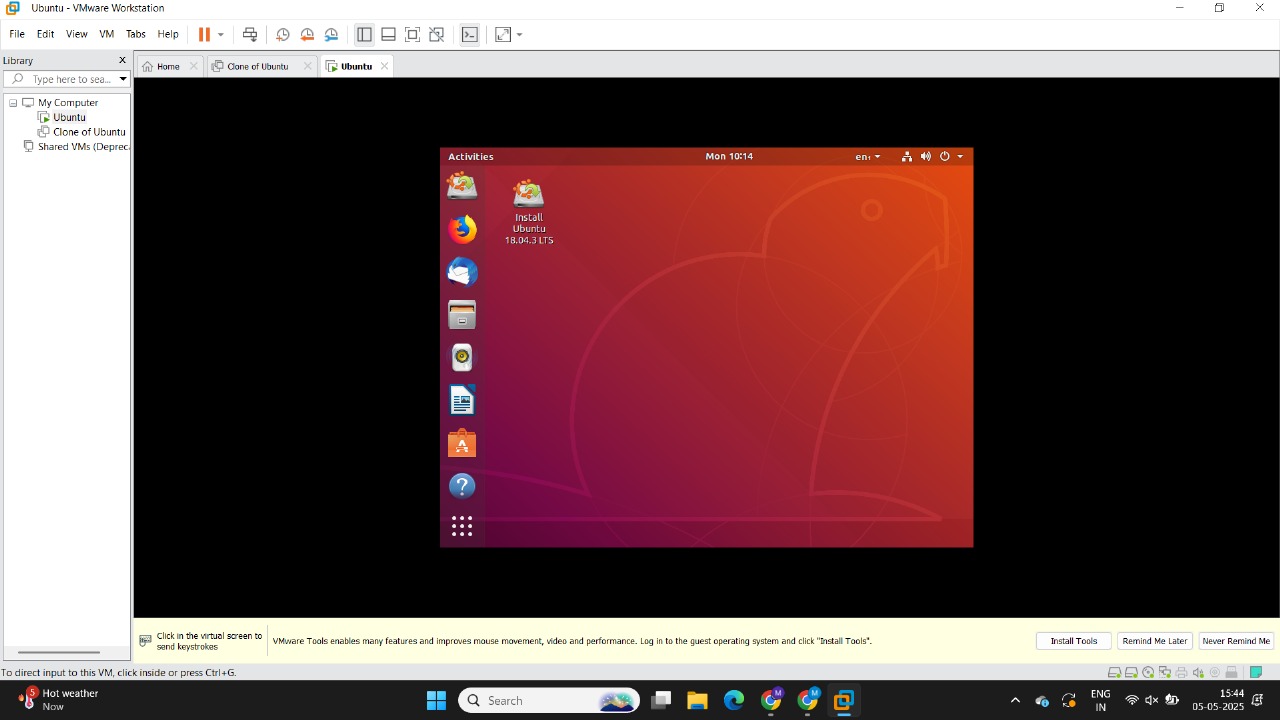 Ubuntu - VMware Workstation
File Edit View VM Tabs Help
Library
Type here to sea...
Home
Clone of Ubuntu
Ubuntu
My Computer
Ubuntu
Clone of Ubuntu
Shared VMs (Depreca
Activities
Mon 10:14
en₁
Install
Ubuntu
18.04.3 LTS
Click in the virtual screen to
send keystrokes
VMware Tools enables many features and improves mouse movement, video and performance. Log in to the guest operating system and click "Install Tools".
Install Tools
Remind Me Later
Never Remind Me
To direct input to this VM, click inside or press Ctrl+G.
5
Hot weather
Now
Search
M
M
ENG
IN
15:44
05-05-2025